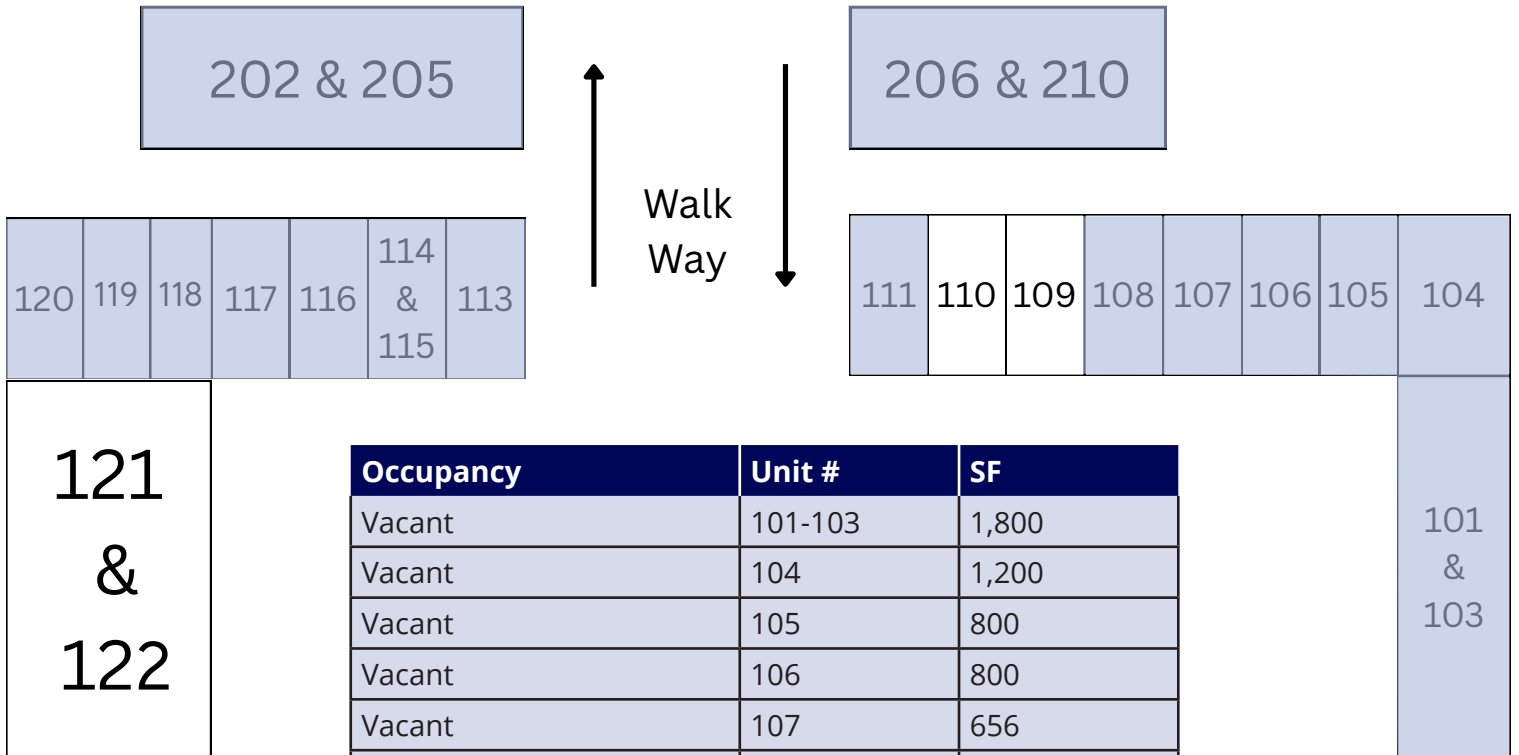 202 & 205
206 & 210
Walk
Way
120
119
118
117
116
114
&
115
113
111
110
109
108
107
106
105
104
121
&
122
101
&
103
Occupancy Unit # SF
Vacant 101-103 1,800
Vacant 104 1,200
Vacant 105 800
Vacant 106 800
Vacant 107 656